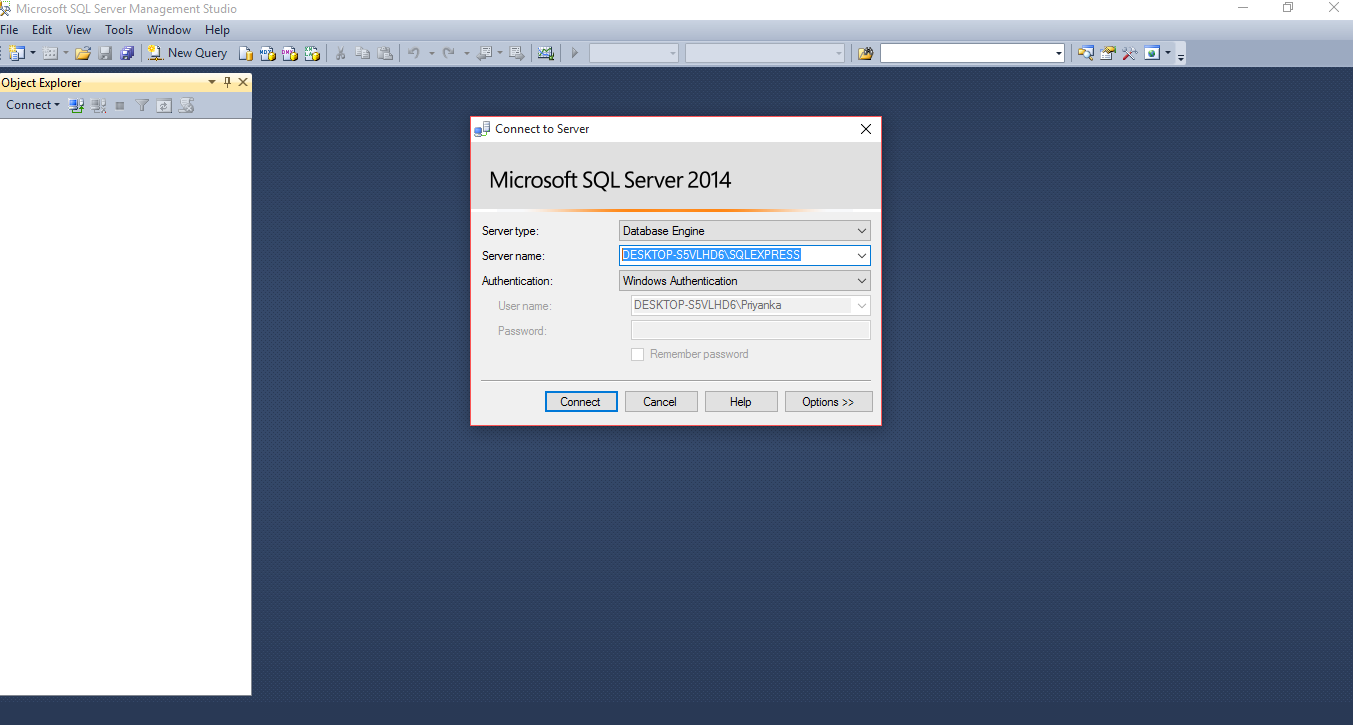 Microsoft SQL Server Management Studio
File Edit View Tools Window Help
New Query
Object Explorer
Connect
Connect to Server
Microsoft SQL Server 2014
Server type: Database Engine
Server name: DESKTOP-S5VLHD6\SQLEXPRESS
Authentication: Windows Authentication
User name: DESKTOP-S5VLHD6\Priyanka
Password:
Remember password
Connect Cancel Help Options >>